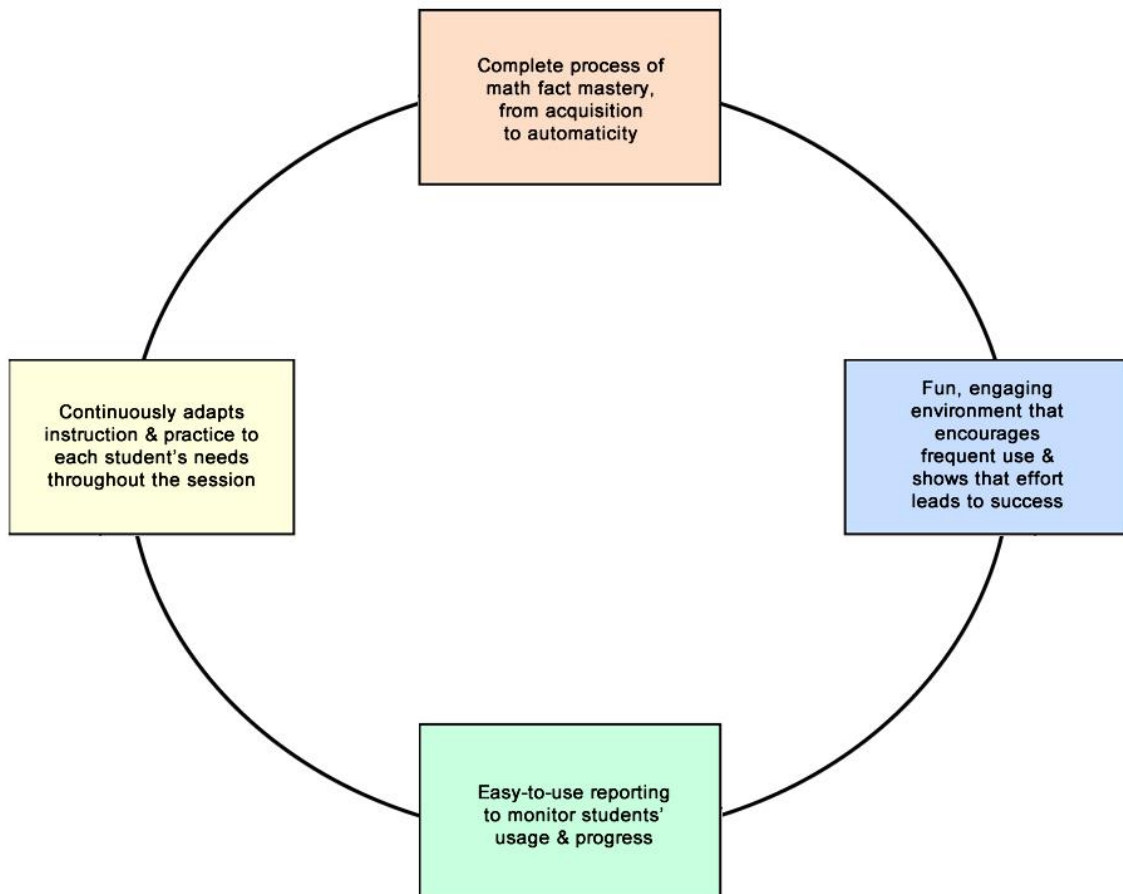 Complete process of
math fact mastery,
from acquisition
to automaticity
Continuously adapts
instruction & practice to
each student's needs
throughout the session
Fun, engaging
environment that
encourages
frequent use &
shows that effort
leads to success
Easy-to-use reporting
to monitor students'
usage & progress